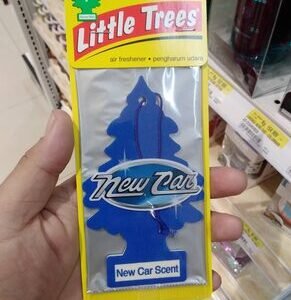 Little Trees
air freshener • pengharum udara
New Car
New Car Scent